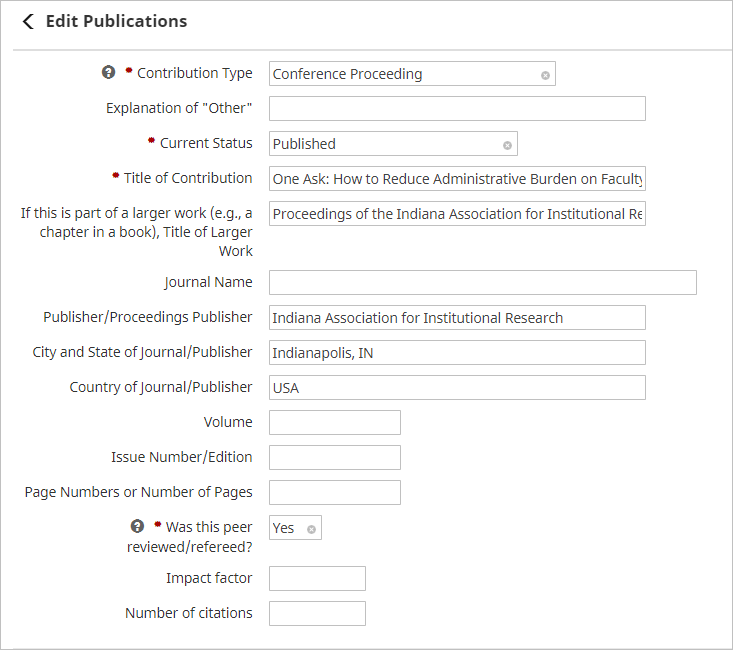 Edit Publications
? * Contribution Type Conference Proceeding
Explanation of "Other"
* Current Status Published
* Title of Contribution One Ask: How to Reduce Administrative Burden on Faculty
If this is part of a larger work (e.g., a Proceedings of the Indiana Association for Institutional Re
chapter in a book), Title of Larger
Work
Journal Name
Publisher/Proceedings Publisher Indiana Association for Institutional Research
City and State of Journal/Publisher Indianapolis, IN
Country of Journal/Publisher USA
Volume
Issue Number/Edition
Page Numbers or Number of Pages
? * Was this peer Yes
reviewed/refereed?
Impact factor
Number of citations